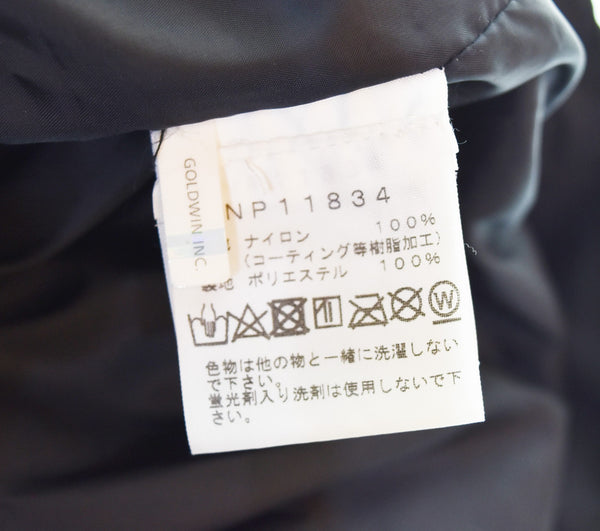 GOLDWIN INC
NP11834
ナイロン 100%
(コーティング等樹脂加工)
裏地 ポリエステル 100%
W
色物は他の物と一緒に洗濯しない
で下さい。
蛍光剤入り洗剤は使用しないで下
さい。